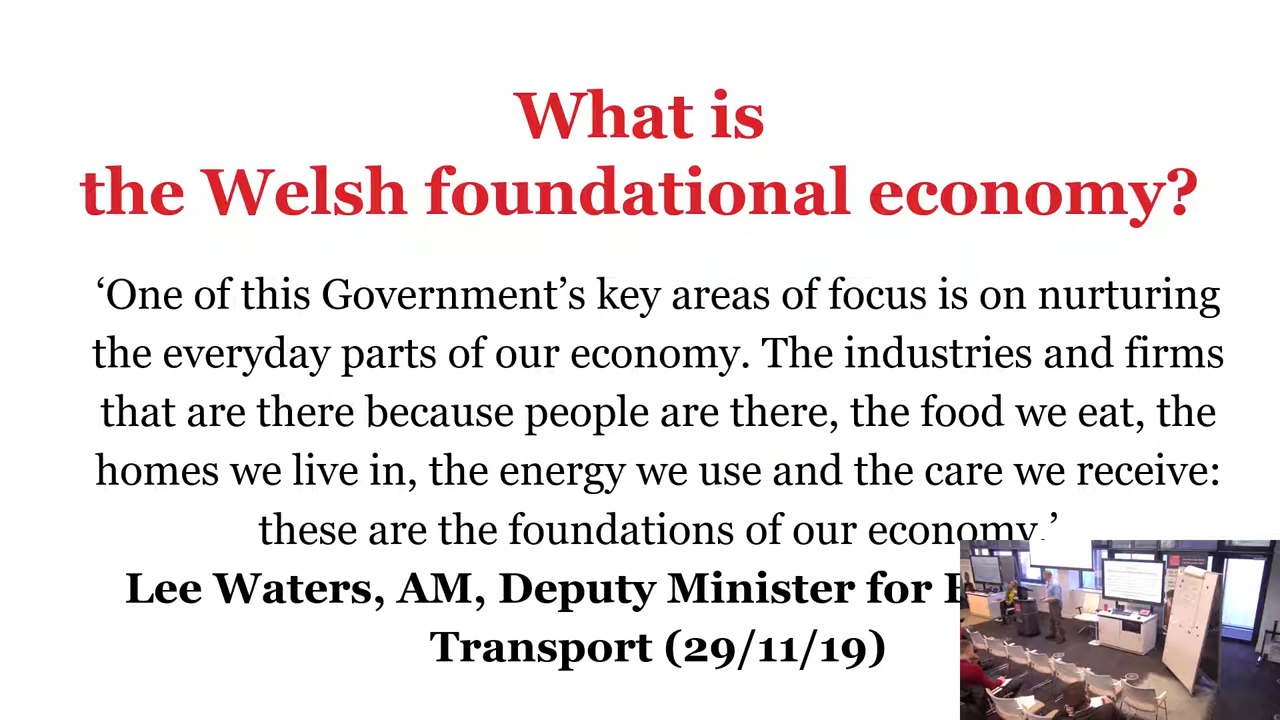 What is
the Welsh foundational economy?
‘One of this Government’s key areas of focus is on nurturing
the everyday parts of our economy. The industries and firms
that are there because people are there, the food we eat, the
homes we live in, the energy we use and the care we receive:
these are the foundations of our economy.’
Lee Waters, AM, Deputy Minister for
Transport (29/11/19)